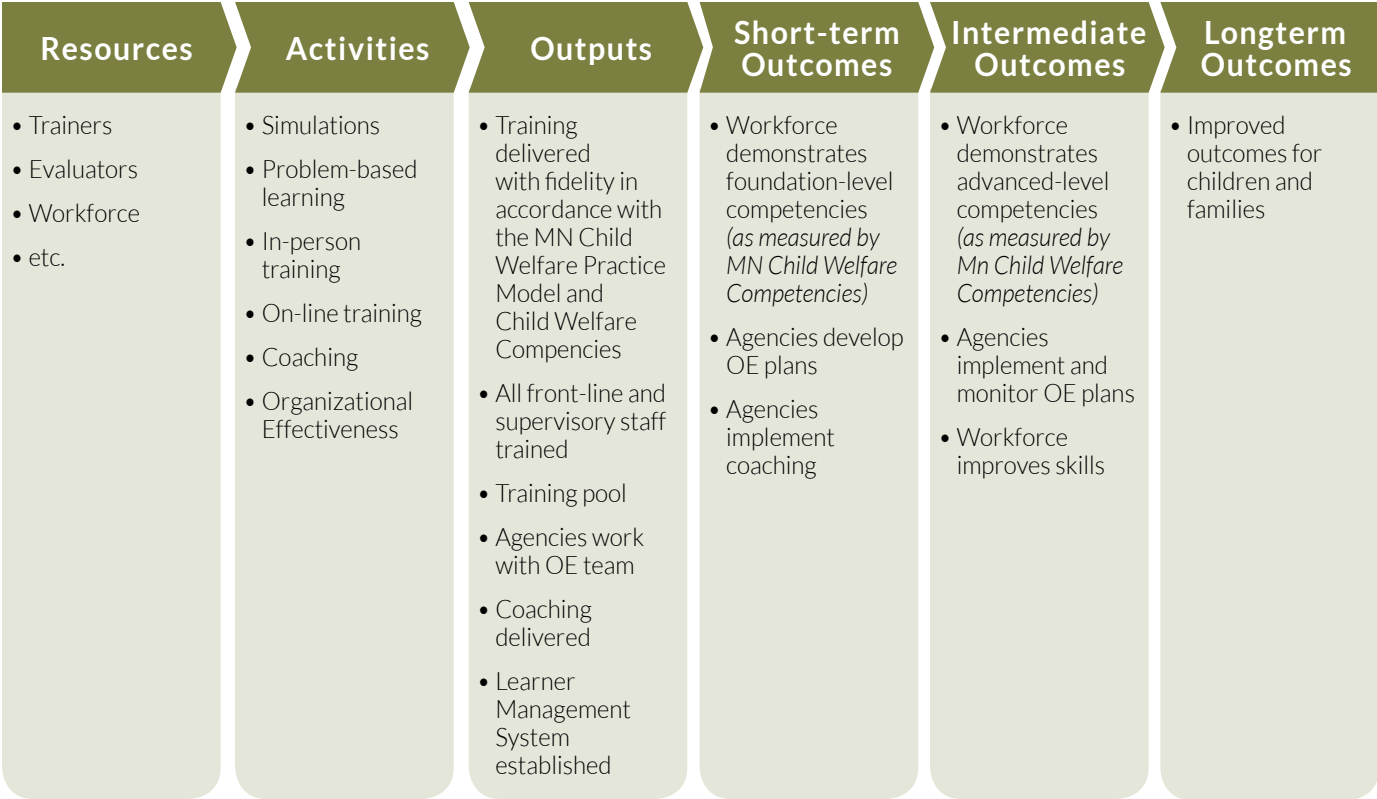 Resources
• Trainers
• Evaluators
• Workforce
• etc.
Activities
• Simulations
• Problem-based
learning
• In-person
training
• On-line training
• Coaching
• Organizational
Effectiveness
Outputs
• Training
delivered
with fidelity in
accordance with
the MN Child
Welfare Practice
Model and
Child Welfare
Compencies
• All front-line and
supervisory staff
trained
• Training pool
• Agencies work
with OE team
• Coaching
delivered
• Learner
Management
System
established
Short-term
Outcomes
• Workforce
demonstrates
foundation-level
competencies
(as measured by
MN Child Welfare
Competencies)
• Agencies develop
OE plans
• Agencies
implement
coaching
Intermediate
Outcomes
• Workforce
demonstrates
advanced-level
competencies
(as measured by
Mn Child Welfare
Competencies)
• Agencies
implement and
monitor OE plans
• Workforce
improves skills
Longterm
Outcomes
• Improved
outcomes for
children and
families